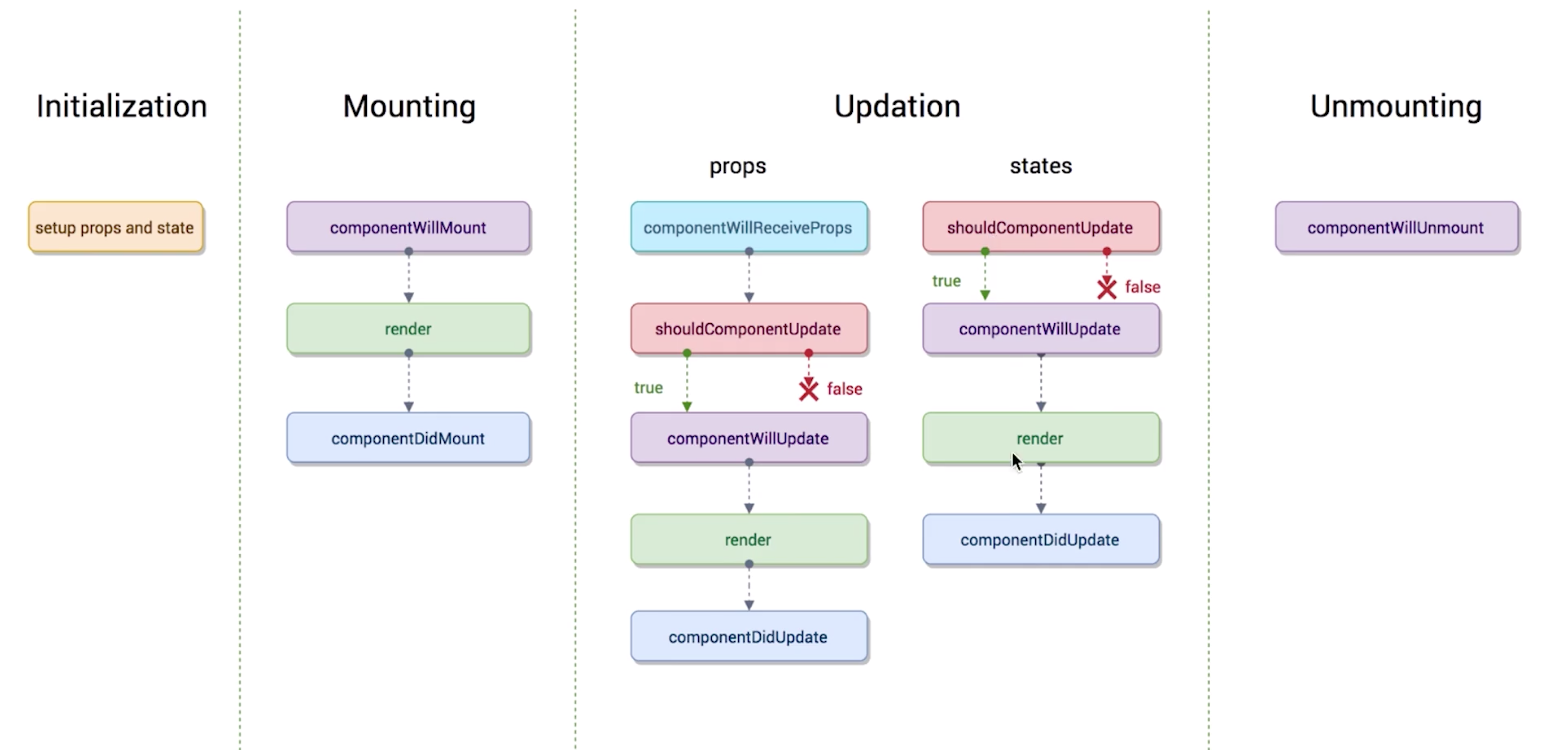 Initialization
Mounting
Updation
Unmounting
props
states
setup props and state
componentWillMount
render
componentDidMount
componentWillReceiveProps
shouldComponentUpdate
true
false
componentWillUpdate
render
componentDidUpdate
shouldComponentUpdate
true
false
componentWillUpdate
render
componentDidUpdate
componentWillUnmount